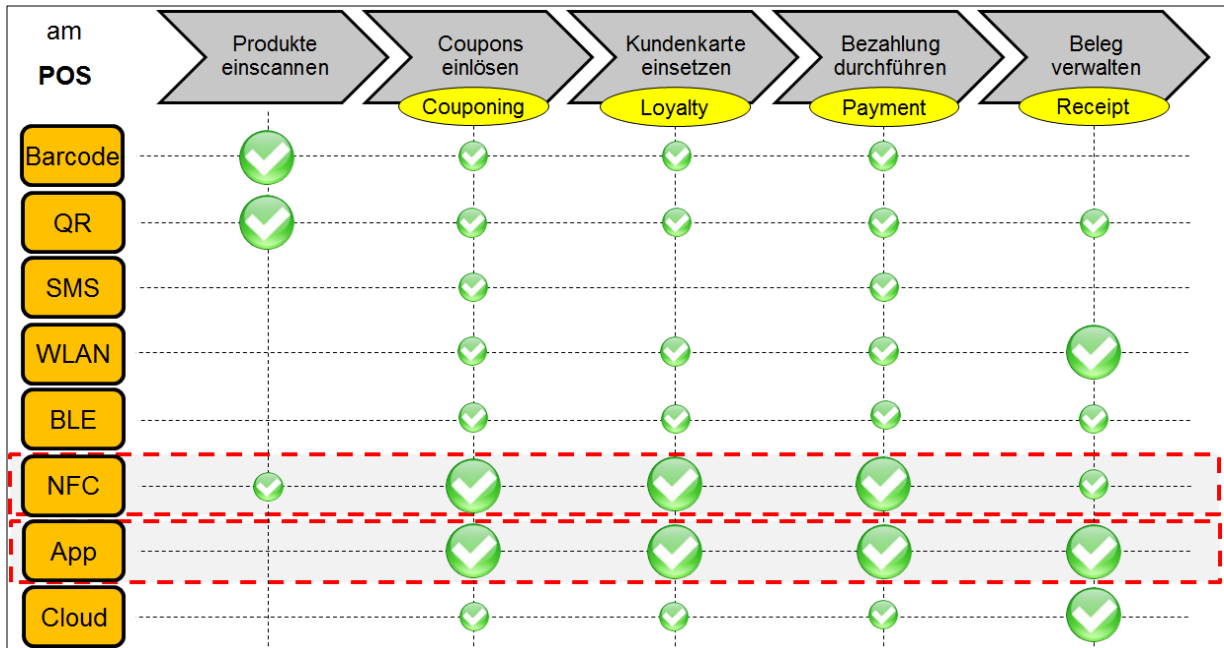 am
POS
Produkte
einscannen
Coupons
einlösen
Kundenkarte
einsetzen
Bezahlung
durchführen
Beleg
verwalten
Couponing
Loyalty
Payment
Receipt
Barcode
QR
SMS
WLAN
BLE
NFC
App
Cloud